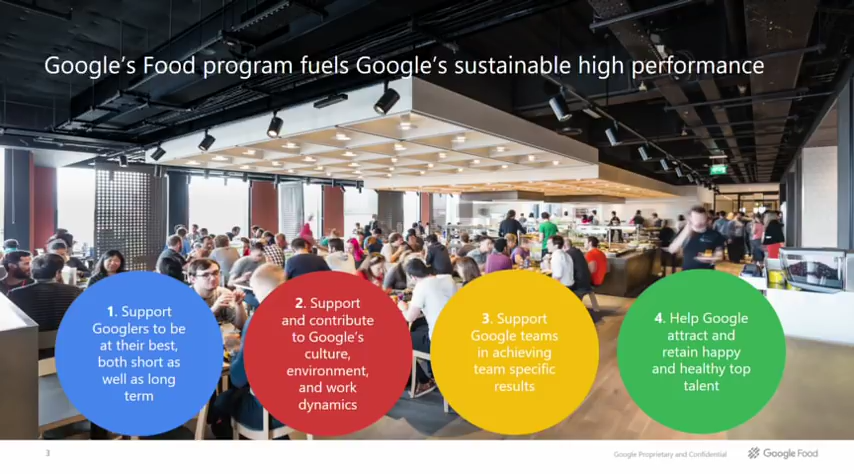 Google's Food program fuels Google's sustainable high performance
1. Support
Googlers to be
at their best,
both short as
well as long
term
2. Support
and contribute
to Google's
culture,
environment,
and work
dynamics
3. Support
Google teams
in achieving
team specific
results
4. Help Google
attract and
retain happy
and healthy top
talent
3
Google Proprietary and Confidential
Google Food